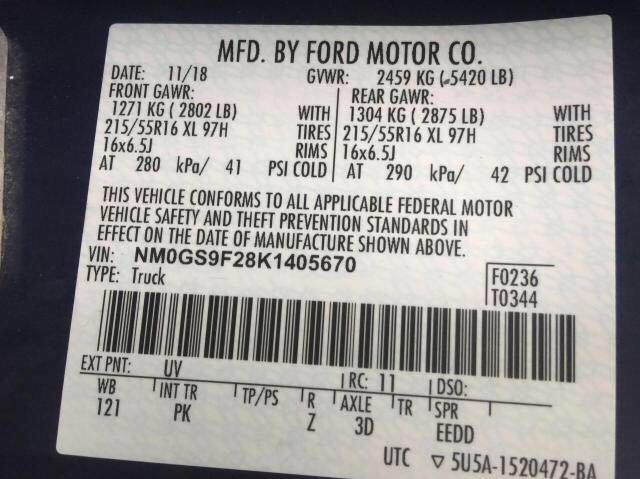 MFD. BY FORD MOTOR CO.
DATE: 11/18 GVWR: 2459 KG ( 5420 LB)
FRONT GAWR: REAR GAWR:
1271 KG ( 2802 LB) WITH 1304 KG ( 2875 LB) WITH
215/55R16 XL 97H TIRES 215/55R16 XL 97H TIRES
16x6.5J RIMS 16x6.5J RIMS
AT 280 kPa/ 41 PSI COLD AT 290 kPa/ 42 PSI COLD
THIS VEHICLE CONFORMS TO ALL APPLICABLE FEDERAL MOTOR
VEHICLE SAFETY AND THEFT PREVENTION STANDARDS IN
EFFECT ON THE DATE OF MANUFACTURE SHOWN ABOVE.
VIN: NM0GS9F28K1405670
TYPE: Truck
F0236
T0344
EXT PNT: UV RC: 11 DSO:
WB INT TR TP/PS R AXLE TR SPR
121 PK Z 3D EEDD
UTC ▽ 5U5A-1520472-BA